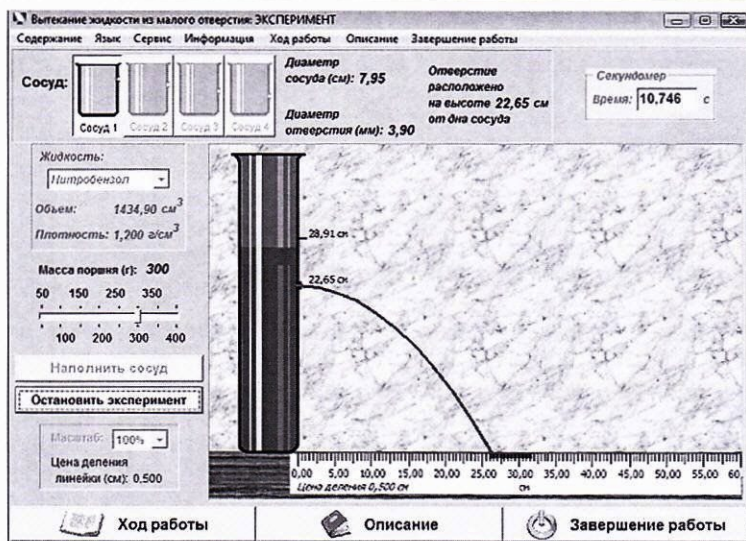 Вытекание жидкости из малого отверстия: ЭКСПЕРИМЕНТ
Содержание Язык Сервис Информация Ход работы Описание Завершение работы
Сосуд:
Сосуд 1 Сосуд 2 Сосуд 3 Сосуд 4
Диаметр
сосуда (см): 7,95
Диаметр
отверстия (мм): 3,90
Отверстие
расположено
на высоте 22,65 см
от дна сосуда
Секундомер
Время: 10,746 с
Жидкость:
Нитробензол
Объем: 1434,90 см³
Плотность: 1,200 г/см³
Масса поршня (г): 300
50 150 250 350
100 200 300 400
Наполнить сосуд
Остановить эксперимент
Масштаб: 100%
Цена деления
линейки (см): 0,500
28,91 см
22,65 см
0,00 5,00 10,00 15,00 20,00 25,00 30,00 35,00 40,00 45,00 50,00 55,00 60,
Цена деления 0,500 см см
Ход работы Описание Завершение работы